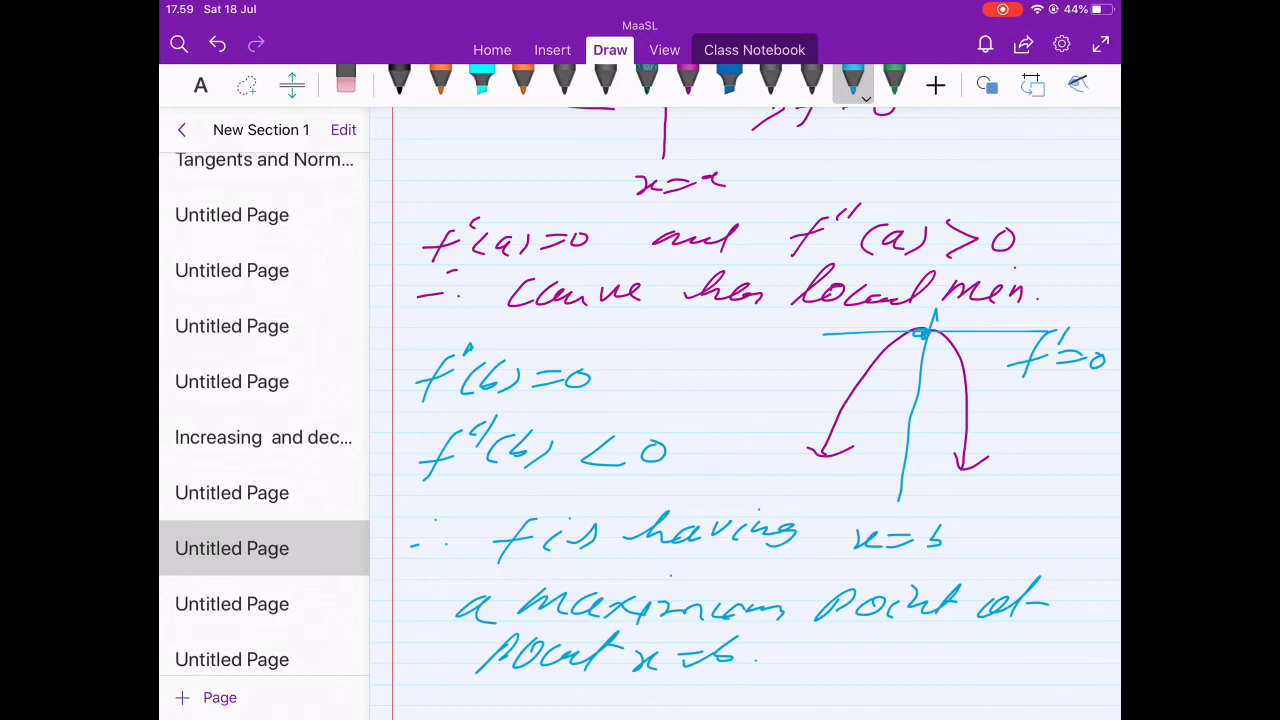 17.59 Sat 18 Jul
44%
MaaSL
Home Insert Draw View Class Notebook
A
New Section 1 Edit
Tangents and Norm...
Untitled Page
Untitled Page
Untitled Page
Untitled Page
Increasing and dec...
Untitled Page
Untitled Page
Untitled Page
Untitled Page
+ Page
f'(a)=0 and f''(a)>0
∴ curve has local min.
f'=0
f'(b)=0
f''(b) < 0
∴ f is having x=b
a maximum point at
point x=b.